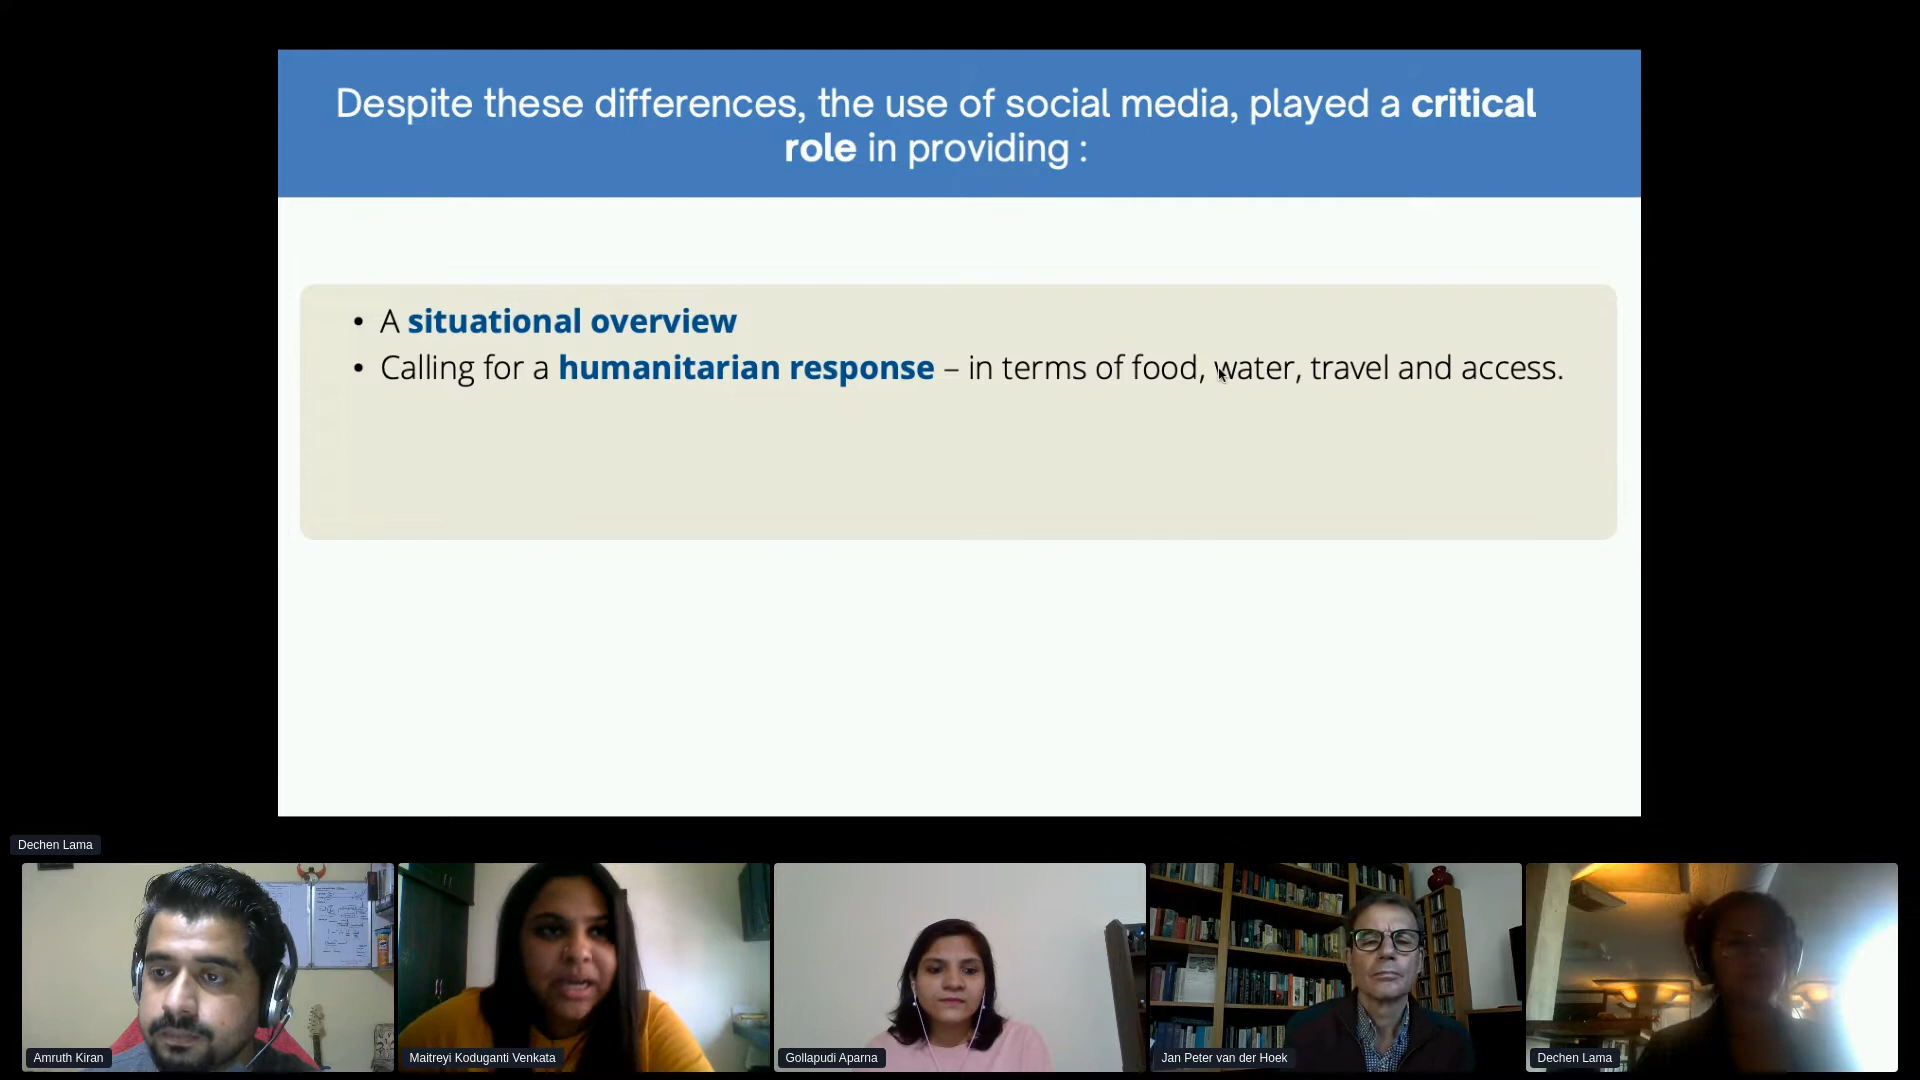 Despite these differences, the use of social media, played a critical
role in providing :
• A situational overview
• Calling for a humanitarian response – in terms of food, water, travel and access.
Dechen Lama
Amruth Kiran
Maitreyi Koduganti Venkata
Gollapudi Aparna
Jan Peter van der Hoek
Dechen Lama